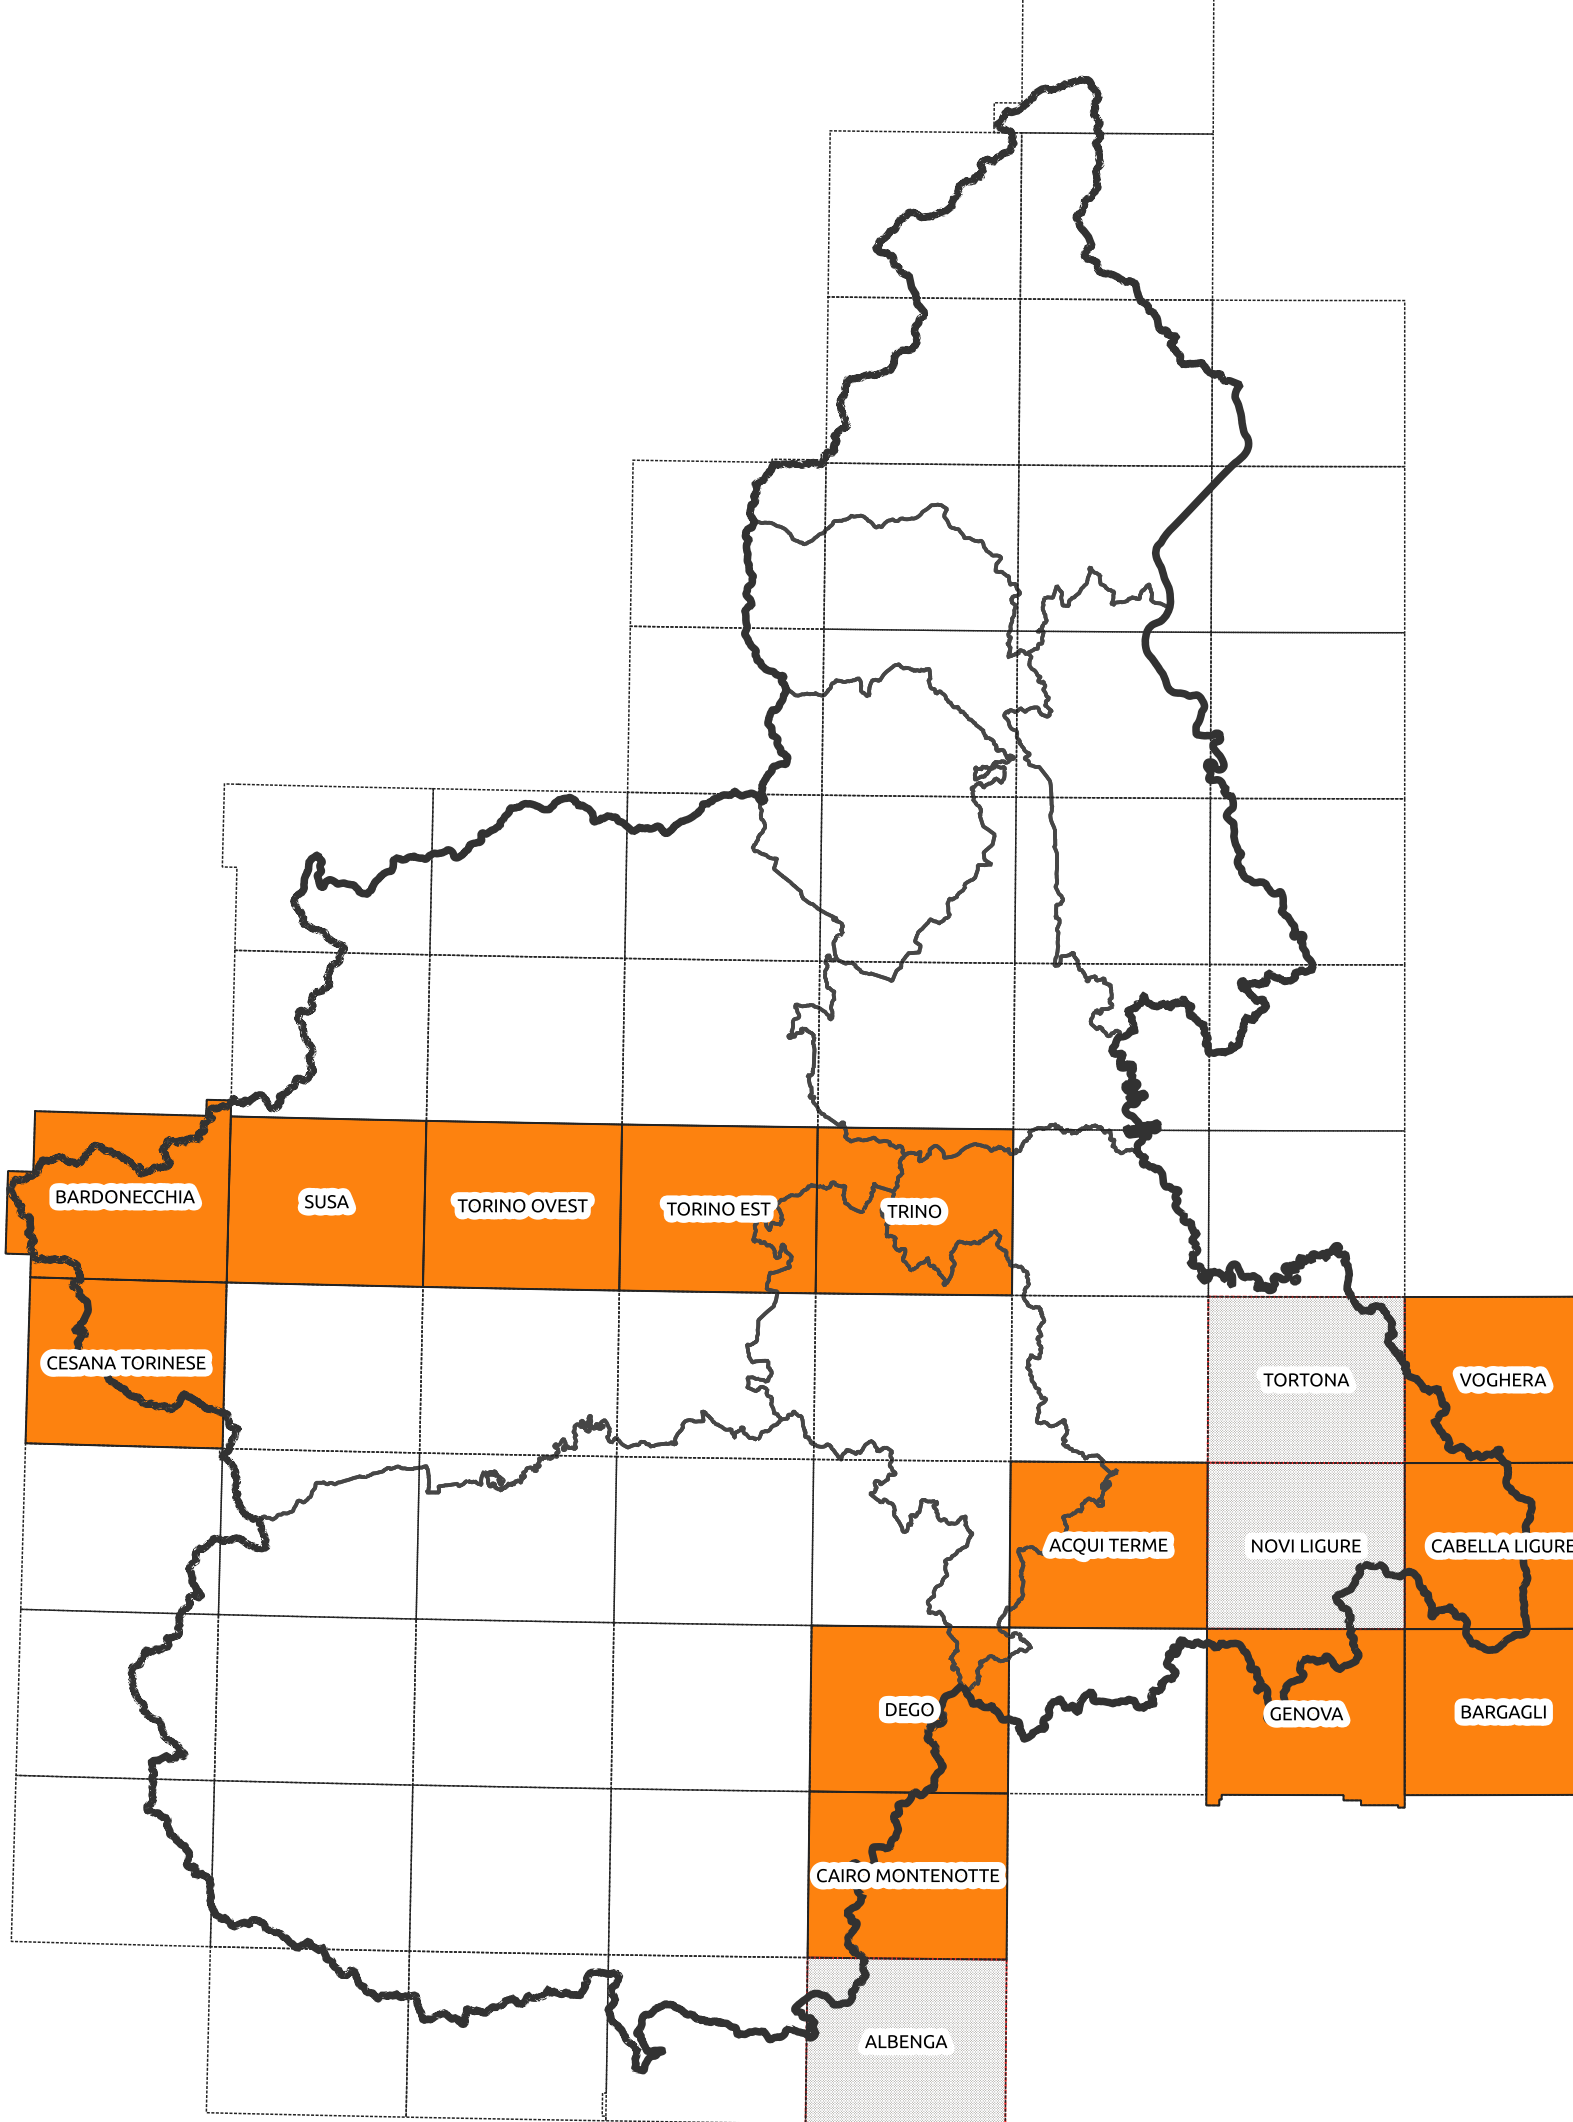 BARDONECCHIA
SUSA
TORINO OVEST
TORINO EST
TRINO
CESANA TORINESE
TORTONA
VOGHERA
ACQUI TERME
NOVI LIGURE
CABELLA LIGURE
DEGO
GENOVA
BARGAGLI
CAIRO MONTENOTTE
ALBENGA